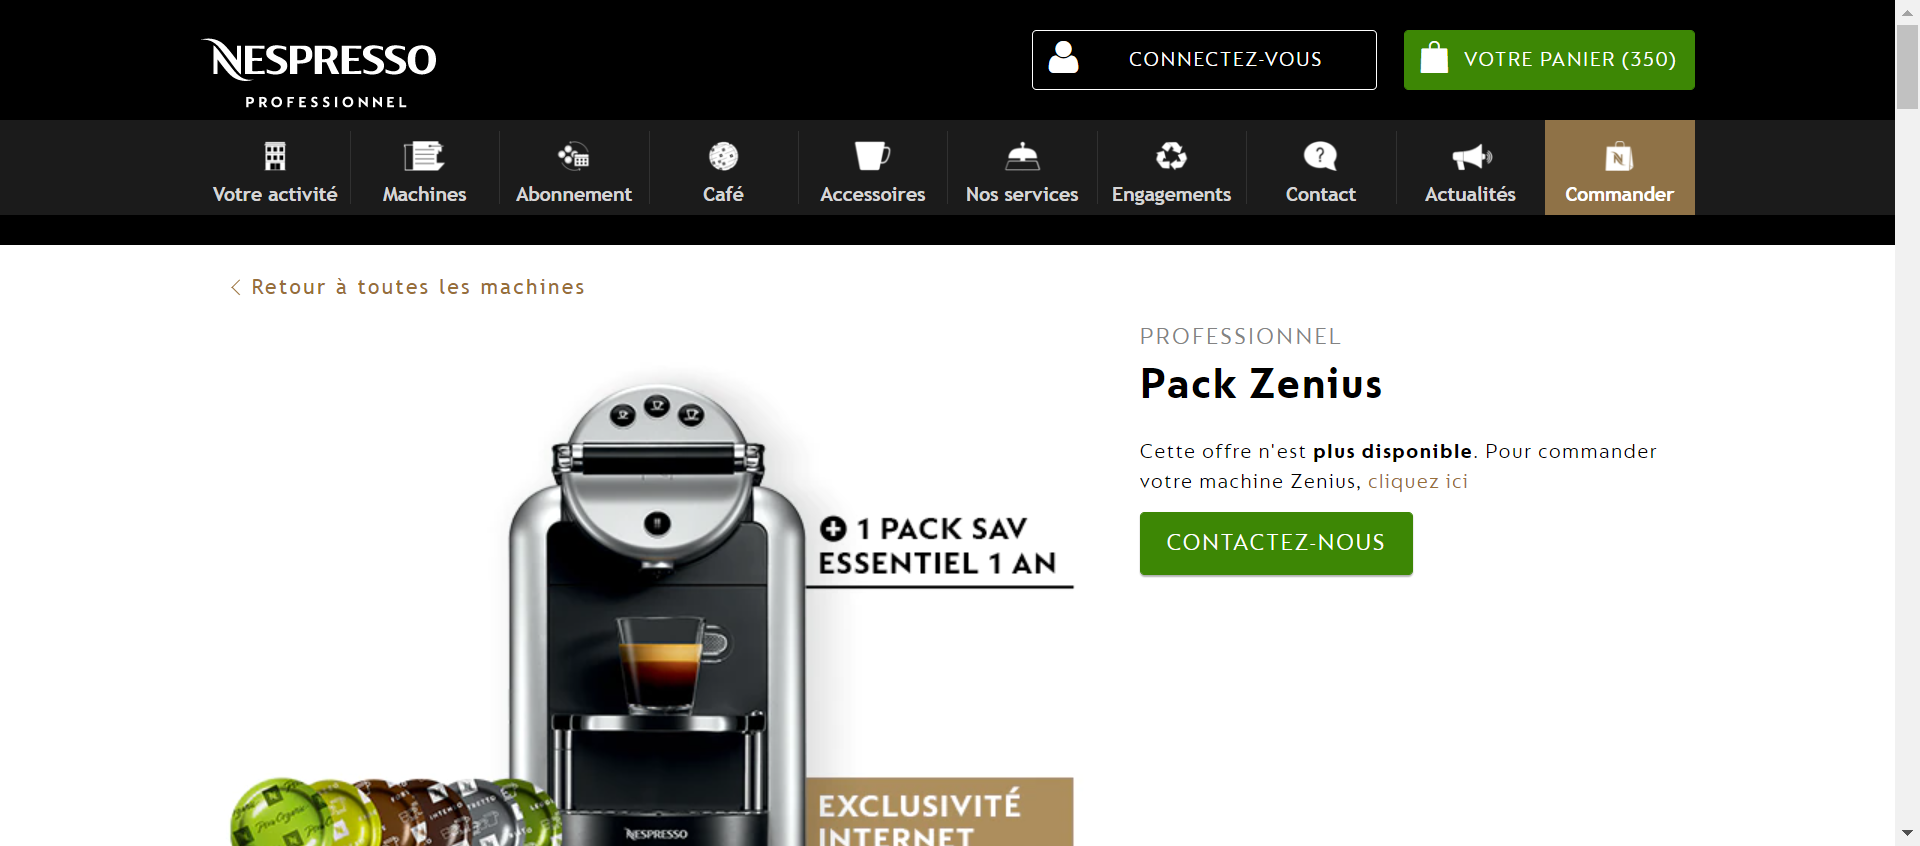 NESPRESSO
PROFESSIONNEL
CONNECTEZ-VOUS
VOTRE PANIER (350)
Votre activité
Machines
Abonnement
Café
Accessoires
Nos services
Engagements
Contact
Actualités
Commander
Retour à toutes les machines
PROFESSIONNEL
Pack Zenius
Cette offre n'est plus disponible. Pour commander
votre machine Zenius, cliquez ici
CONTACTEZ-NOUS
1 PACK SAV
ESSENTIEL 1 AN
EXCLUSIVITÉ
INTERNET
NESPRESSO